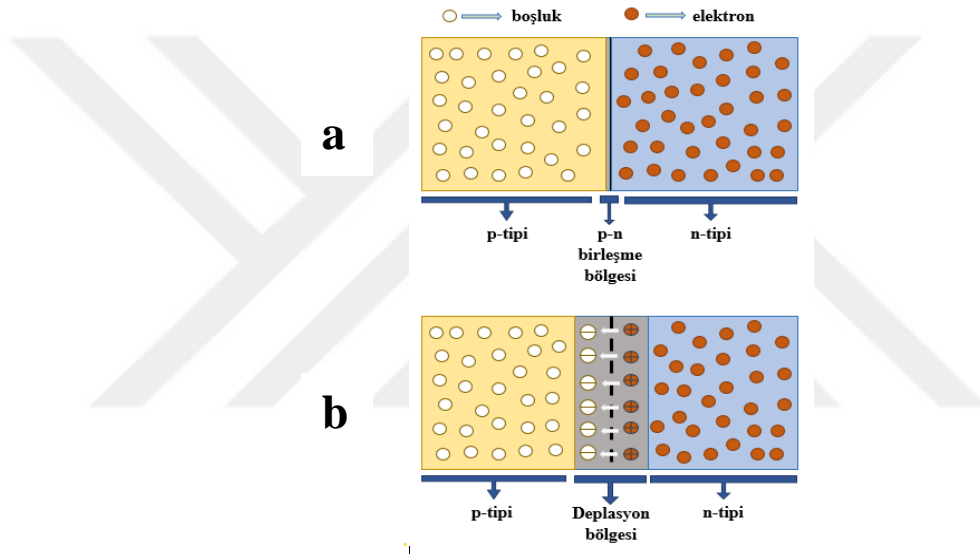 boşluk
elektron
a
p-tipi
p-n
birleşme
bölgesi
n-tipi
b
p-tipi
Deplasyon
bölgesi
n-tipi